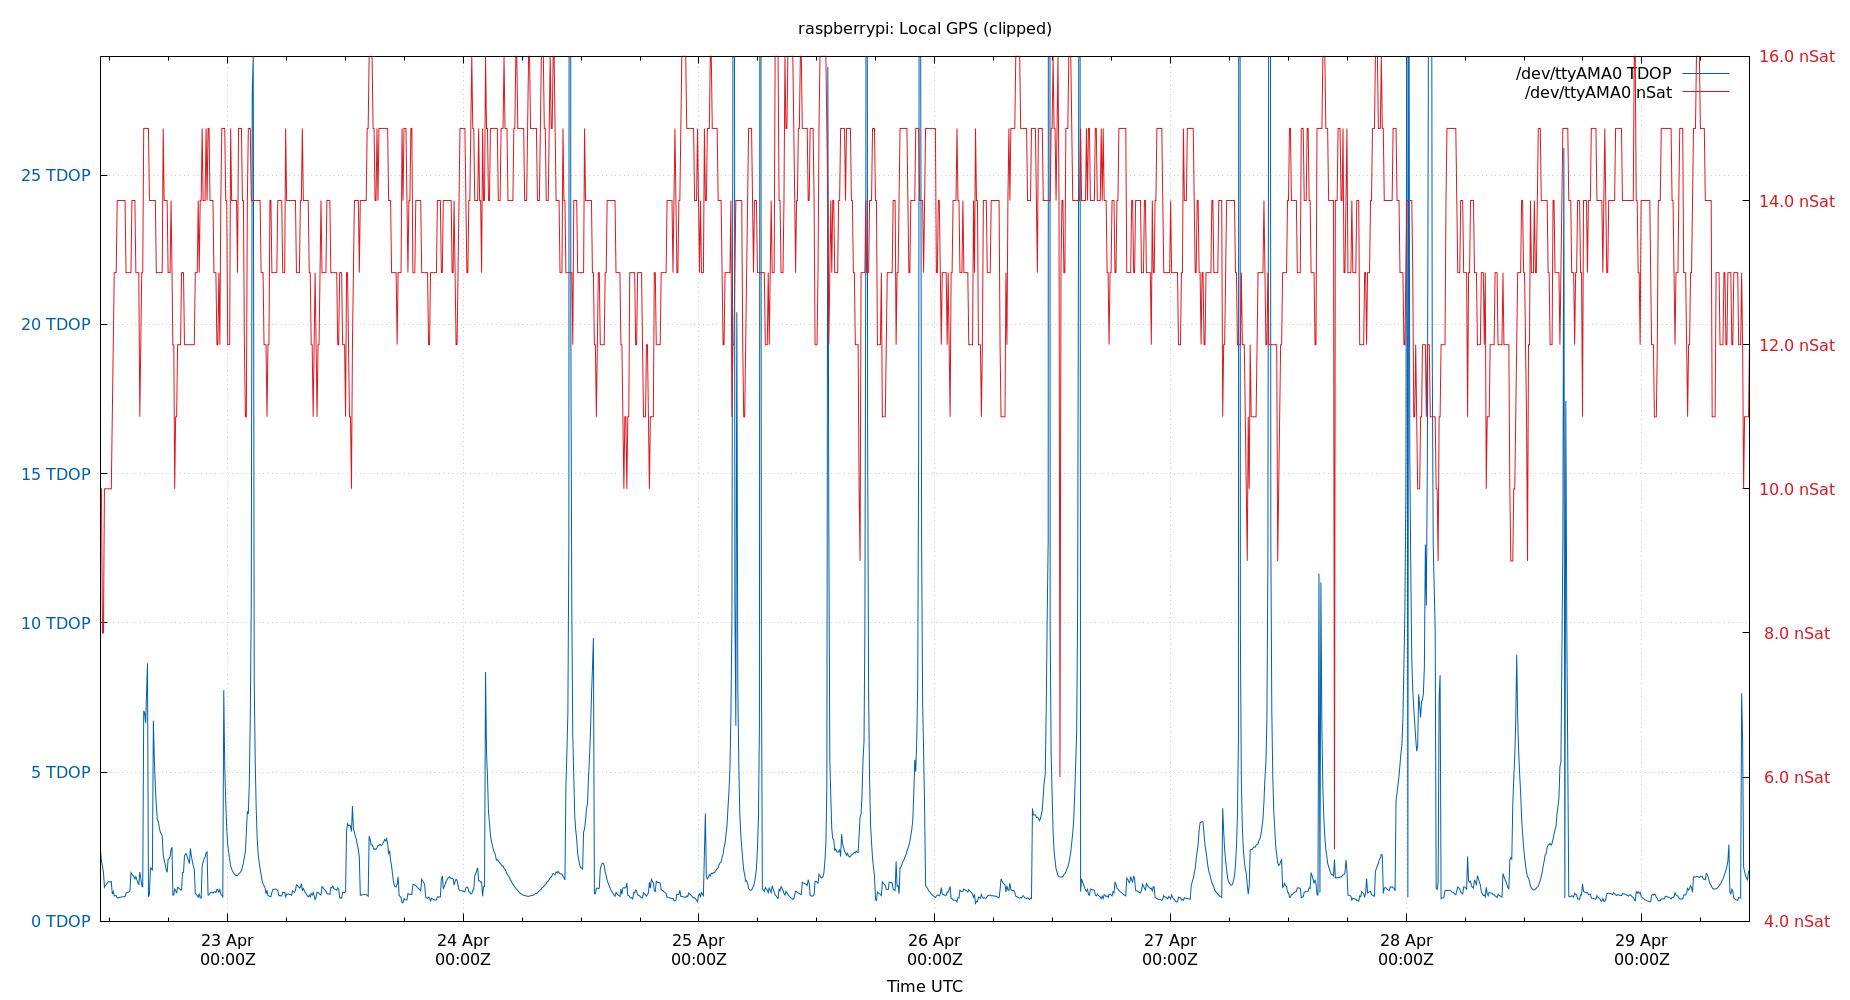 raspberrypi: Local GPS (clipped)
/dev/ttyAMA0 TDOP
/dev/ttyAMA0 nSat
25 TDOP
20 TDOP
15 TDOP
10 TDOP
5 TDOP
0 TDOP
16.0 nSat
14.0 nSat
12.0 nSat
10.0 nSat
8.0 nSat
6.0 nSat
4.0 nSat
23 Apr
00:00Z
24 Apr
00:00Z
25 Apr
00:00Z
26 Apr
00:00Z
27 Apr
00:00Z
28 Apr
00:00Z
29 Apr
00:00Z
Time UTC